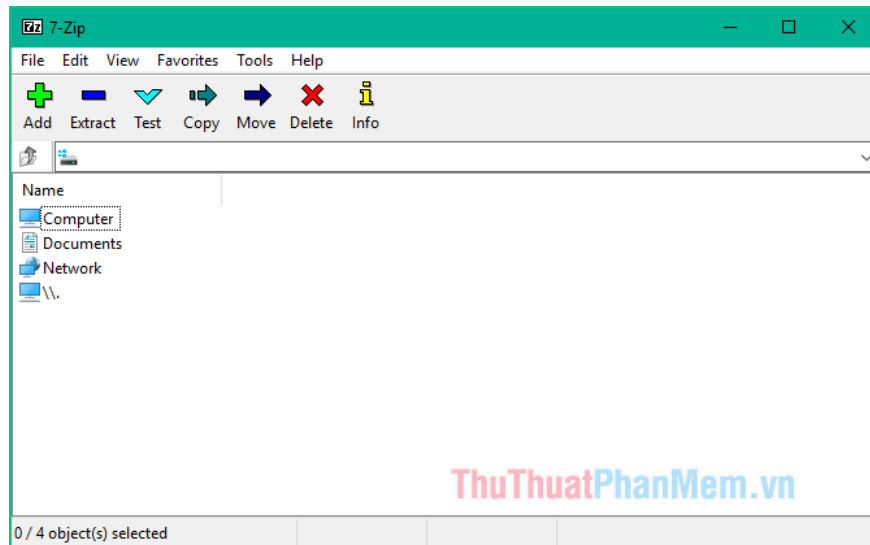 7z 7-Zip
File Edit View Favorites Tools Help
Add Extract Test Copy Move Delete Info
Name
Computer
Documents
Network
\\.
ThuThuatPhanMem.vn
0 / 4 object(s) selected